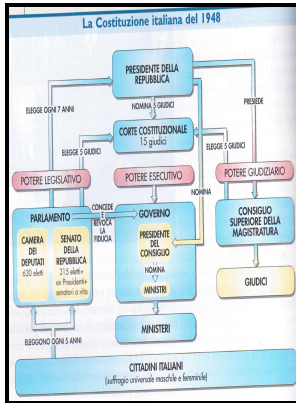 La Costituzione italiana del 1948
PRESIDENTE DELLA
REPUBBLICA
ELEGGE OGNI 7 ANNI
NOMINA 5 GIUDICI
PRESIEDE
CORTE COSTITUZIONALE
15 giudici
ELEGGE 5 GIUDICI
ELEGGE 5 GIUDICI
POTERE LEGISLATIVO
POTERE ESECUTIVO
POTERE GIUDIZIARIO
NOMINA
PARLAMENTO
CONCEDE
E
REVOCA
LA
FIDUCIA
GOVERNO
CONSIGLIO
SUPERIORE DELLA
MAGISTRATURA
CAMERA
DEI
DEPUTATI
630 eletti
SENATO
DELLA
REPUBBLICA
315 eletti+
ex Presidenti+
senatori a vita
PRESIDENTE
DEL
CONSIGLIO
NOMINA
MINISTRI
GIUDICI
MINISTERI
ELEGGONO OGNI 5 ANNI
CITTADINI ITALIANI
(suffragio universale maschile e femminile)